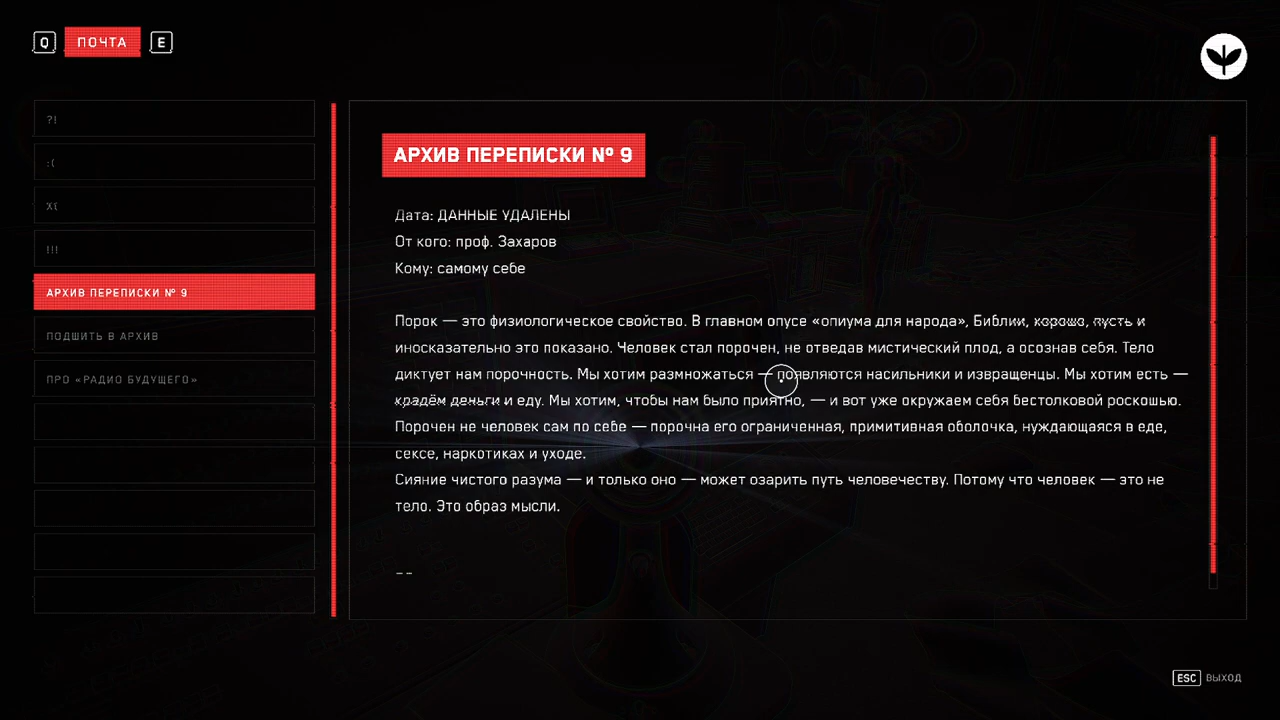 Q ПОЧТА E
?!
:(
X(
!!!
АРХИВ ПЕРЕПИСКИ № 9
ПОДШИТЬ В АРХИВ
ПРО «РАДИО БУДУЩЕГО»
АРХИВ ПЕРЕПИСКИ № 9
Дата: ДАННЫЕ УДАЛЕНЫ
От кого: проф. Захаров
Кому: самому себе
Порок — это физиологическое свойство. В главном опусе «опиума для народа», Библии, хорошо, пусть и
иносказательно это показано. Человек стал порочен, не отведав мистический плод, а осознав себя. Тело
диктует нам порочность. Мы хотим размножаться — появляются насильники и извращенцы. Мы хотим есть —
крадём деньги и еду. Мы хотим, чтобы нам было приятно, — и вот уже окружаем себя бестолковой роскошью.
Порочен не человек сам по себе — порочна его ограниченная, примитивная оболочка, нуждающаяся в еде,
сексе, наркотиках и уходе.
Сияние чистого разума — и только оно — может озарить путь человечеству. Потому что человек — это не
тело. Это образ мысли.
--
ESC ВЫХОД